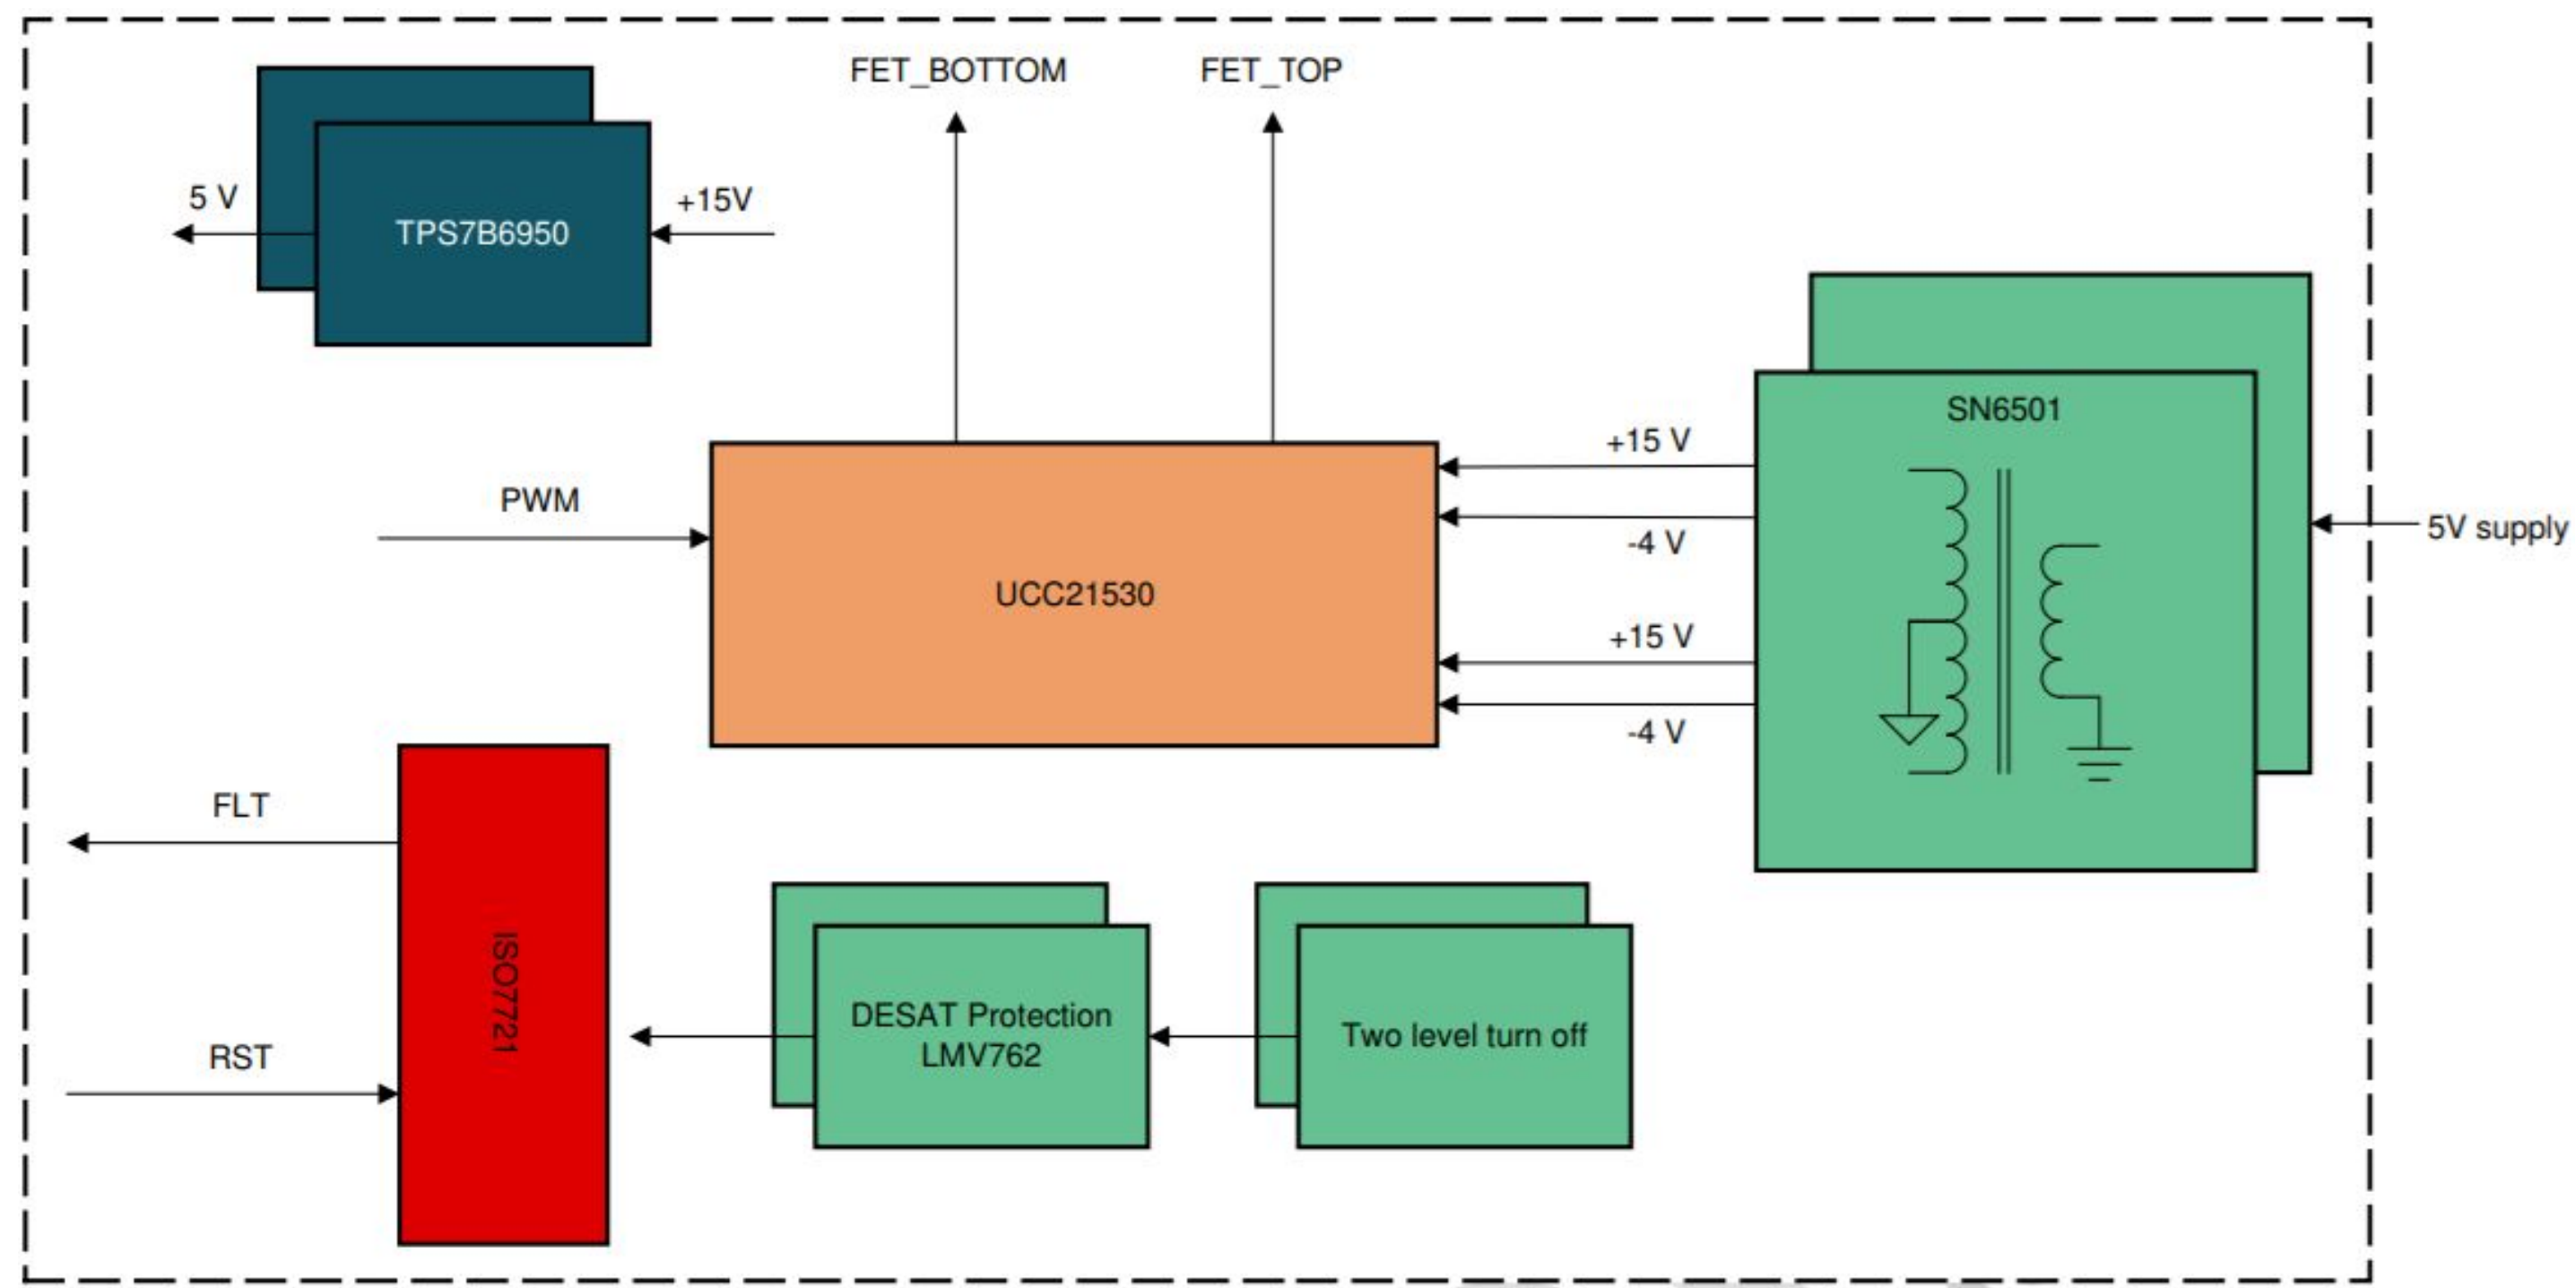 FET_BOTTOM
FET_TOP
5 V
+15V
TPS7B6950
SN6501
+15 V
-4 V
PWM
5V supply
UCC21530
+15 V
-4 V
FLT
ISO7721
RST
DESAT Protection
LMV762
Two level turn off